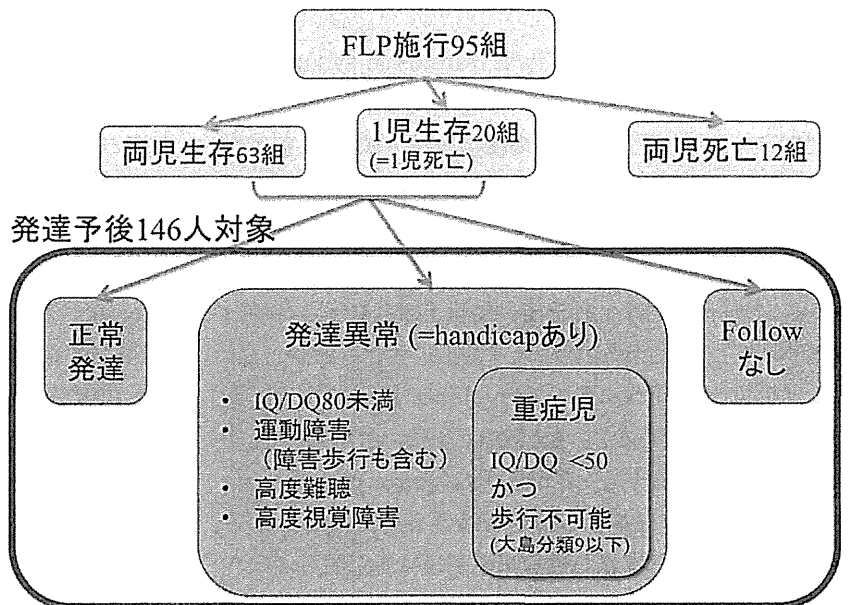 FLP施行95組
両児生存63組
1児生存20組
(=1児死亡)
両児死亡12組
発達予後146人対象
正常
発達
発達異常 (=handicapあり)
・ IQ/DQ80未満
・ 運動障害
（障害歩行も含む）
・ 高度難聴
・ 高度視覚障害
重症児
IQ/DQ <50
かつ
歩行不可能
(大島分類9以下)
Follow
なし